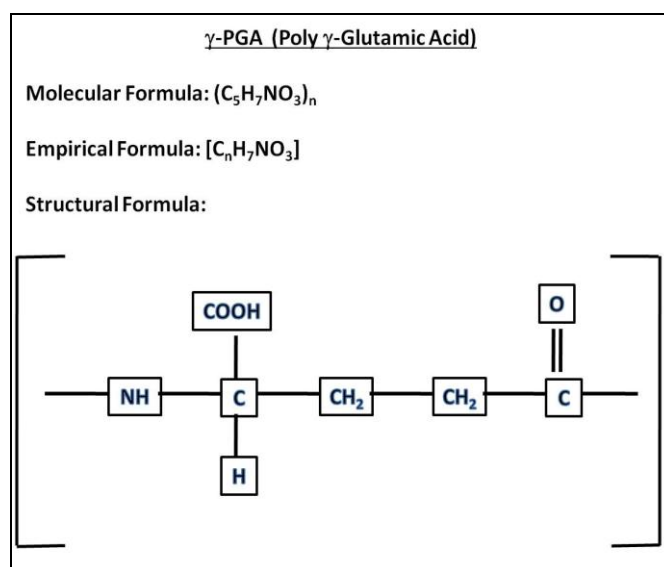 γ-PGA (Poly γ-Glutamic Acid)
Molecular Formula: (C₅H₇NO₃)ₙ
Empirical Formula: [CₙH₇NO₃]
Structural Formula:
COOH O
NH C CH₂ CH₂ C
H